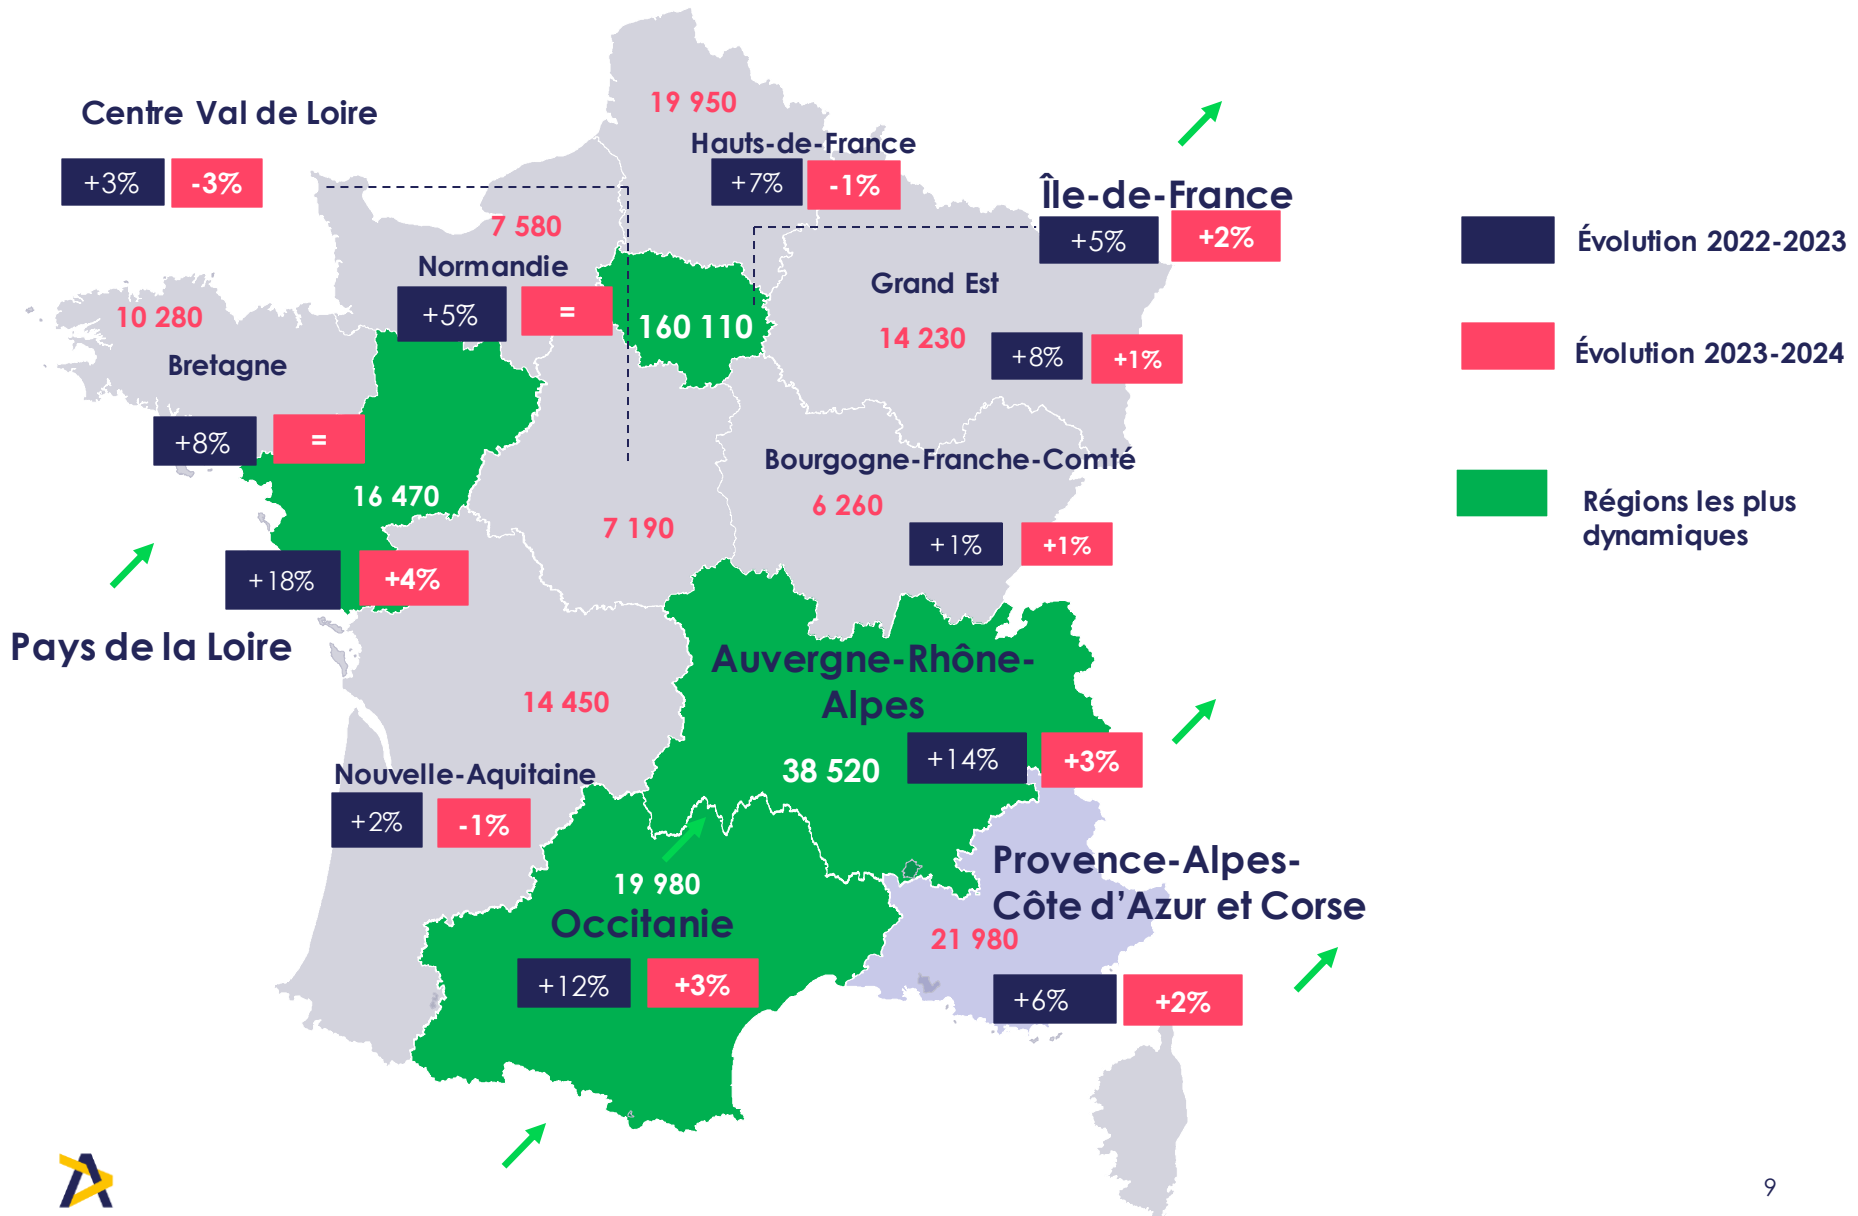 Centre Val de Loire
+3%
-3%
19 950
Hauts-de-France
+7%
-1%
Île-de-France
+5%
+2%
160 110
7 580
Normandie
+5%
=
Grand Est
14 230
+8%
+1%
10 280
Bretagne
+8%
=
16 470
+18%
+4%
Pays de la Loire
7 190
Bourgogne-Franche-Comté
6 260
+1%
+1%
14 450
Nouvelle-Aquitaine
+2%
-1%
Auvergne-Rhône-
Alpes
38 520
+14%
+3%
19 980
Occitanie
+12%
+3%
Provence-Alpes-
Côte d’Azur et Corse
21 980
+6%
+2%
Évolution 2022-2023
Évolution 2023-2024
Régions les plus
dynamiques
9